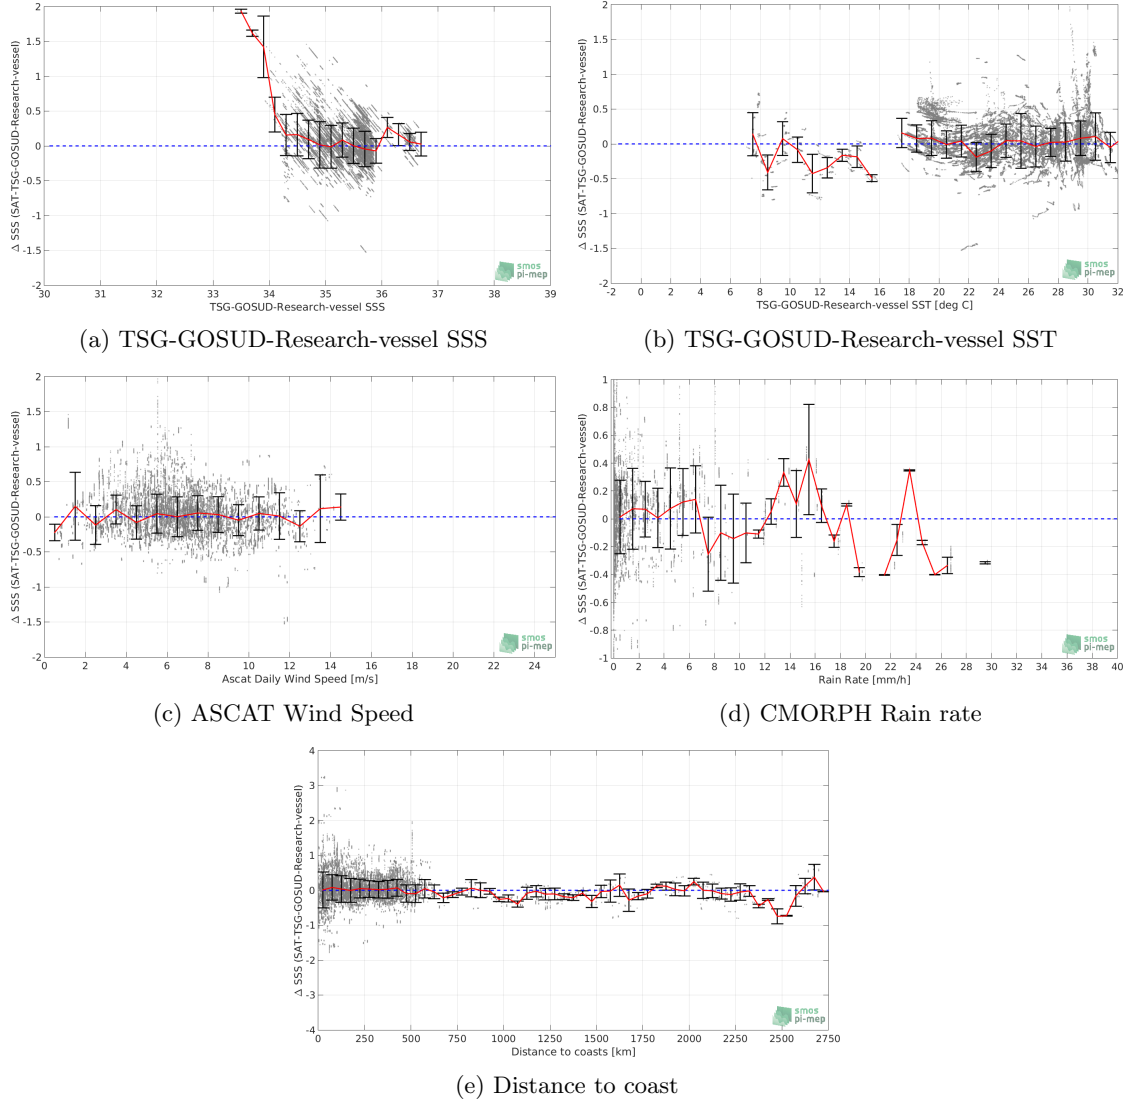 2
1.5
1
0.5
0
-0.5
-1
-1.5
-2
Δ SSS (SAT-TSG-GOSUD-Research-vessel)
30 31 32 33 34 35 36 37 38 39
TSG-GOSUD-Research-vessel SSS
smos
pi-mep
(a) TSG-GOSUD-Research-vessel SSS
2
1.5
1
0.5
0
-0.5
-1
-1.5
-2
Δ SSS (SAT-TSG-GOSUD-Research-vessel)
-2 0 2 4 6 8 10 12 14 16 18 20 22 24 26 28 30 32
TSG-GOSUD-Research-vessel SST [deg C]
smos
pi-mep
(b) TSG-GOSUD-Research-vessel SST
2
1.5
1
0.5
0
-0.5
-1
-1.5
-2
Δ SSS (SAT-TSG-GOSUD-Research-vessel)
0 2 4 6 8 10 12 14 16 18 20 22 24
Ascat Daily Wind Speed [m/s]
smos
pi-mep
(c) ASCAT Wind Speed
1
0.8
0.6
0.4
0.2
0
-0.2
-0.4
-0.6
-0.8
-1
Δ SSS (SAT-TSG-GOSUD-Research-vessel)
0 2 4 6 8 10 12 14 16 18 20 22 24 26 28 30 32 34 36 38 40
Rain Rate [mm/h]
smos
pi-mep
(d) CMORPH Rain rate
4
3
2
1
0
-1
-2
-3
-4
Δ SSS (SAT-TSG-GOSUD-Research-vessel)
0 250 500 750 1000 1250 1500 1750 2000 2250 2500 2750
Distance to coasts [km]
smos
pi-mep
(e) Distance to coast